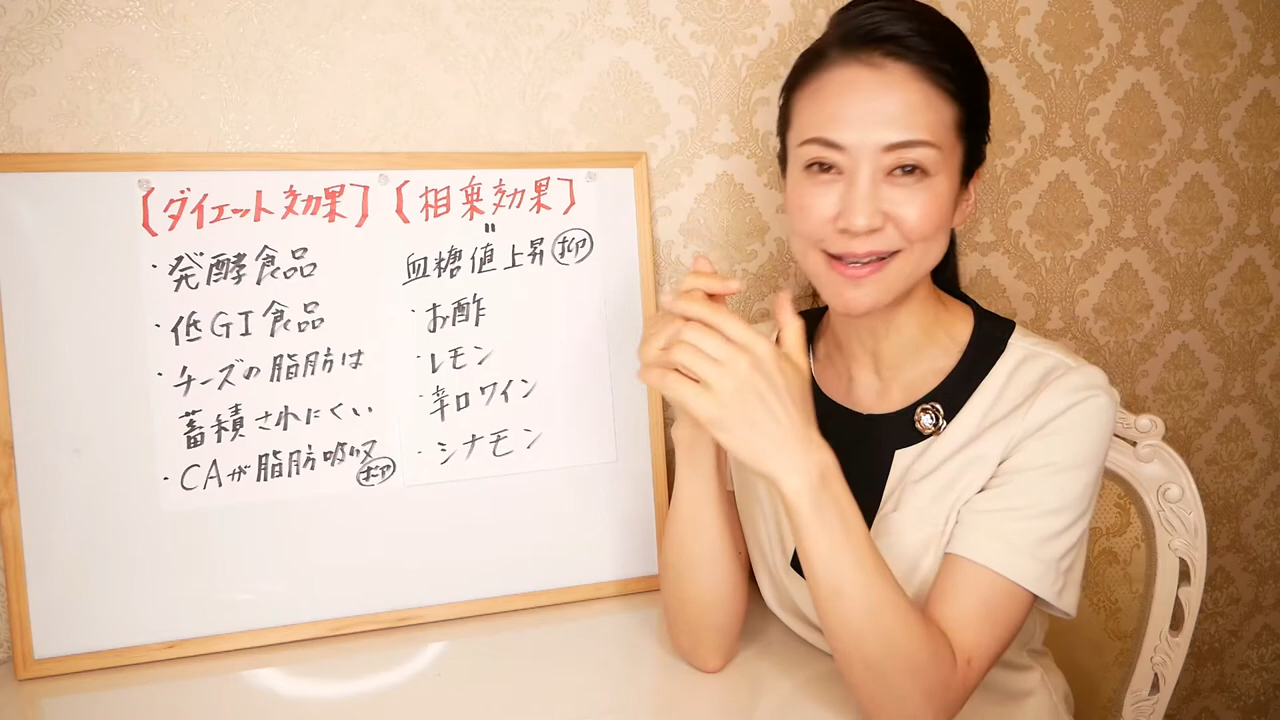 【ダイエット効果】
・発酵食品
・低GI食品
・チーズの脂肪は
蓄積されにくい
・CAが脂肪吸収抑
【相乗効果】
〃
血糖値上昇抑
・お酢
・レモン
・辛口ワイン
・シナモン